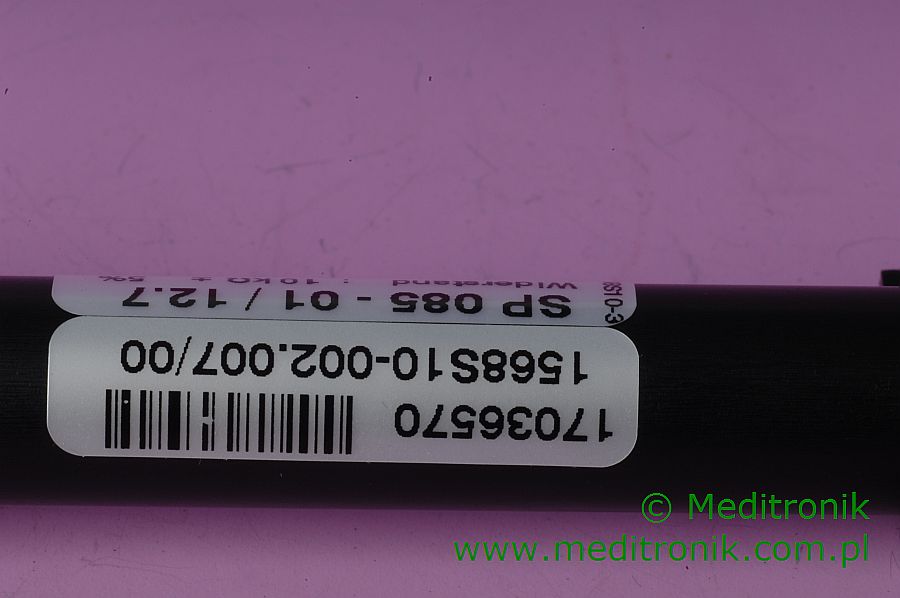 17036570
1568S10-002.007/00
SP 085 - 01 / 12.7
Widerstand : 10 kΩ ± 5%
© Meditronik
www.meditronik.com.pl